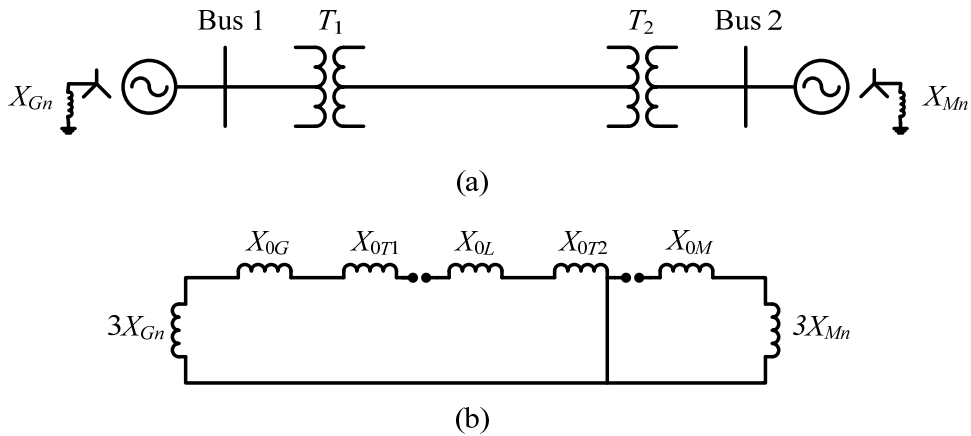 Bus 1
T1
T2
Bus 2
XGn
XMn
(a)
X0G
X0T1
X0L
X0T2
X0M
3XGn
3XMn
(b)